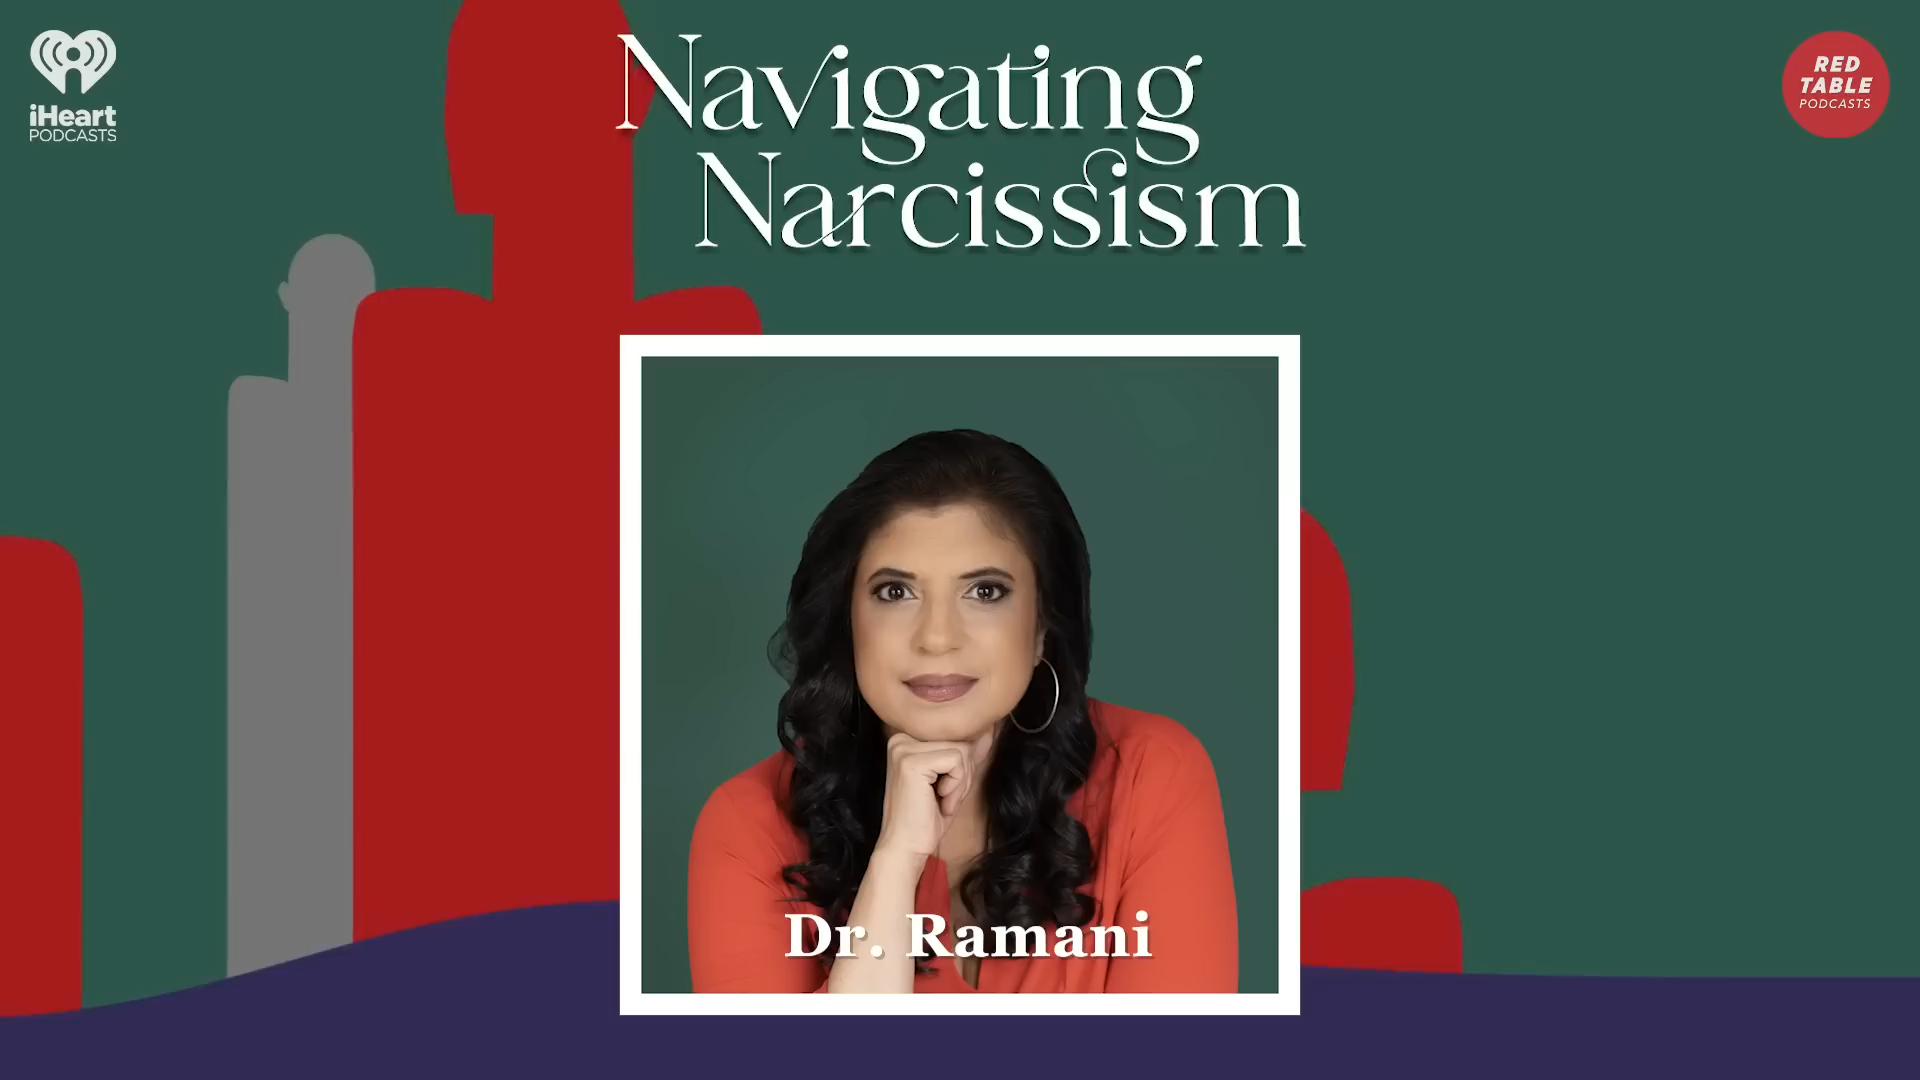 iHeart
PODCASTS
Navigating
Narcissism
RED
TABLE
PODCASTS
Dr. Ramani